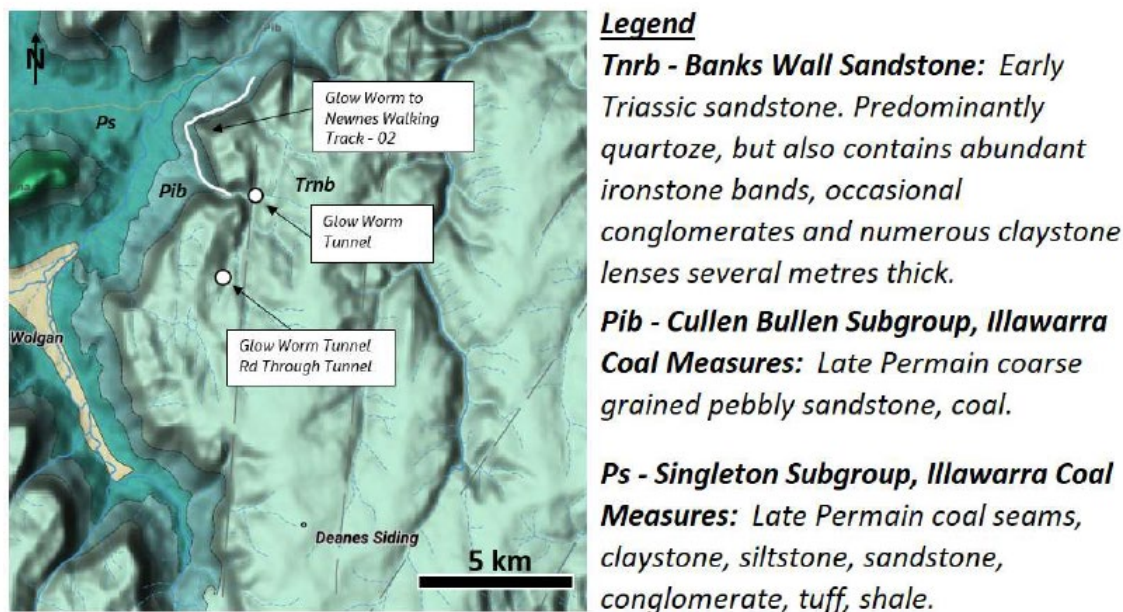 Pib
N
Ps
Glow Worm to
Newnes Walking
Track - 02
Pib
Trnb
Glow Worm
Tunnel
Wolgan
Glow Worm Tunnel
Rd Through Tunnel
Deanes Siding
5 km
Legend
Tnrb - Banks Wall Sandstone: Early
Triassic sandstone. Predominantly
quartoze, but also contains abundant
ironstone bands, occasional
conglomerates and numerous claystone
lenses several metres thick.
Pib - Cullen Bullen Subgroup, Illawarra
Coal Measures: Late Permain coarse
grained pebbly sandstone, coal.
Ps - Singleton Subgroup, Illawarra Coal
Measures: Late Permain coal seams,
claystone, siltstone, sandstone,
conglomerate, tuff, shale.